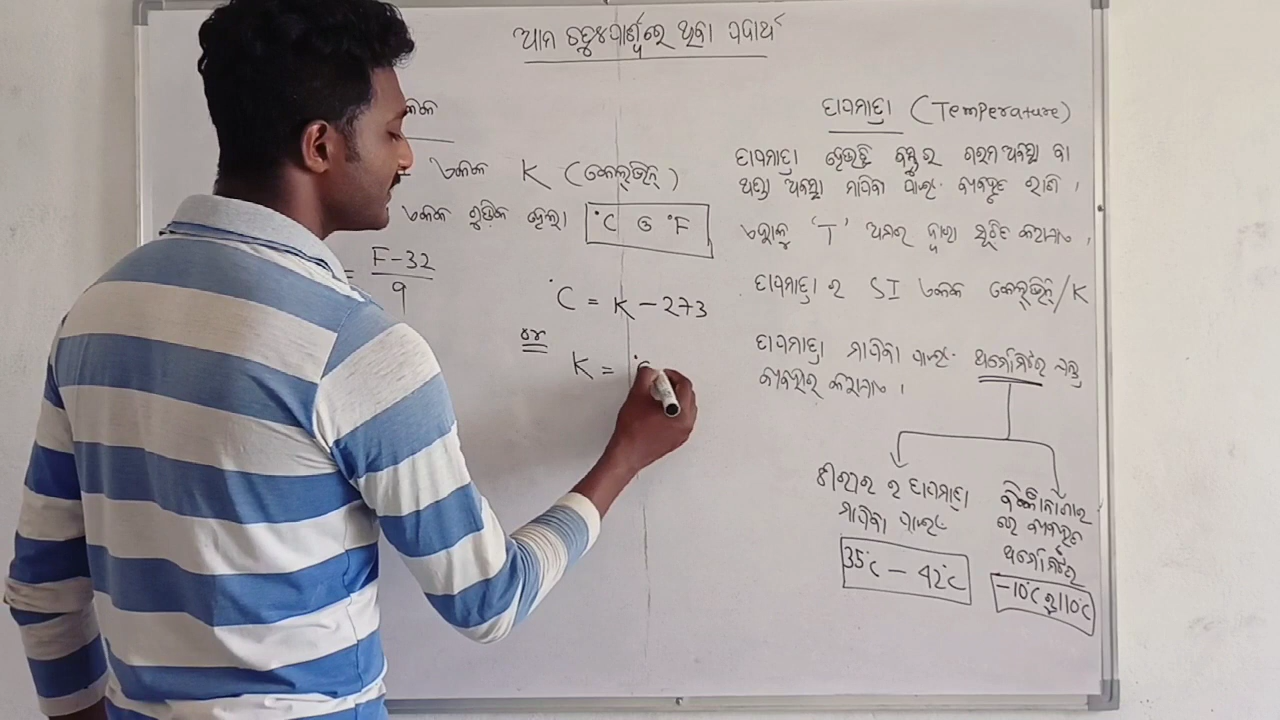 ଆମ ଚତୁଃପାର୍ଶ୍ୱରେ ଥିବା ପଦାର୍ଥ
ଏକକ
ଏକକ K (କେଲ୍‌ଭିନ୍)
ଏକକ ଗୁଡ଼ିକ ହେଲା °C ଓ °F
= F-32 / 9
°C = K - 273
or
K = °C
ତାପମାତ୍ରା (Temperature)
ତାପମାତ୍ରା ହେଉଛି ବସ୍ତୁର ଗରମ ଅବସ୍ଥା ବା
ଥଣ୍ଡା ଅବସ୍ଥା ମାପିବା ପାଇଁ ବ୍ୟବହୃତ ରାଶି ।
ଏହାକୁ 'T' ଅକ୍ଷର ଦ୍ୱାରା ସୂଚିତ କରାଯାଏ ।
ତାପମାତ୍ରା ର SI ଏକକ କେଲ୍‌ଭିନ୍/K
ତାପମାତ୍ରା ମାପିବା ପାଇଁ ଥର୍ମୋମିଟର ଯନ୍ତ୍ର
ବ୍ୟବହାର କରାଯାଏ ।
ଶରୀର ର ତାପମାତ୍ରା
ମାପିବା ପାଇଁ
35°C - 42°C
ରେ ବ୍ୟବହୃତ
ଥର୍ମୋମିଟର
-10°C ରୁ 110°C